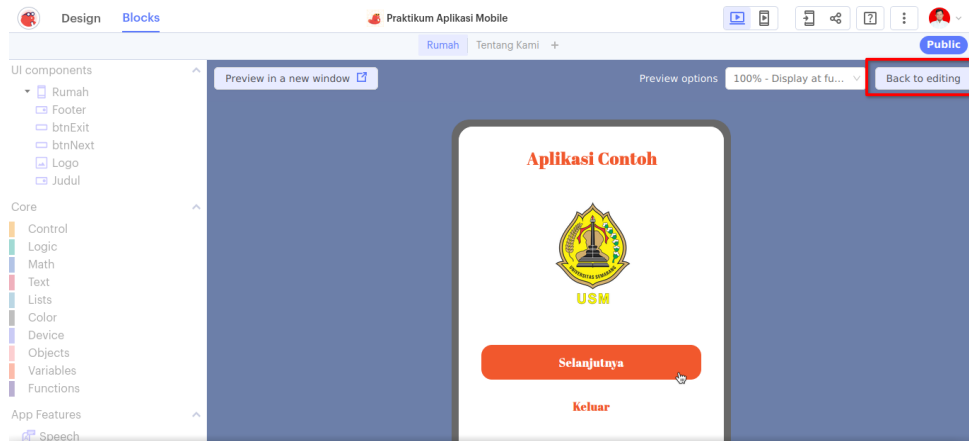 Design
Blocks
Praktikum Aplikasi Mobile
Rumah
Tentang Kami
+
Public
UI components
Rumah
Footer
btnExit
btnNext
Logo
Judul
Core
Control
Logic
Math
Text
Lists
Color
Device
Objects
Variables
Functions
App Features
Speech
Preview in a new window
Preview options
100% - Display at fu...
Back to editing
Aplikasi Contoh
UNIVERSITAS SEMARANG
USM
Selanjutnya
Keluar